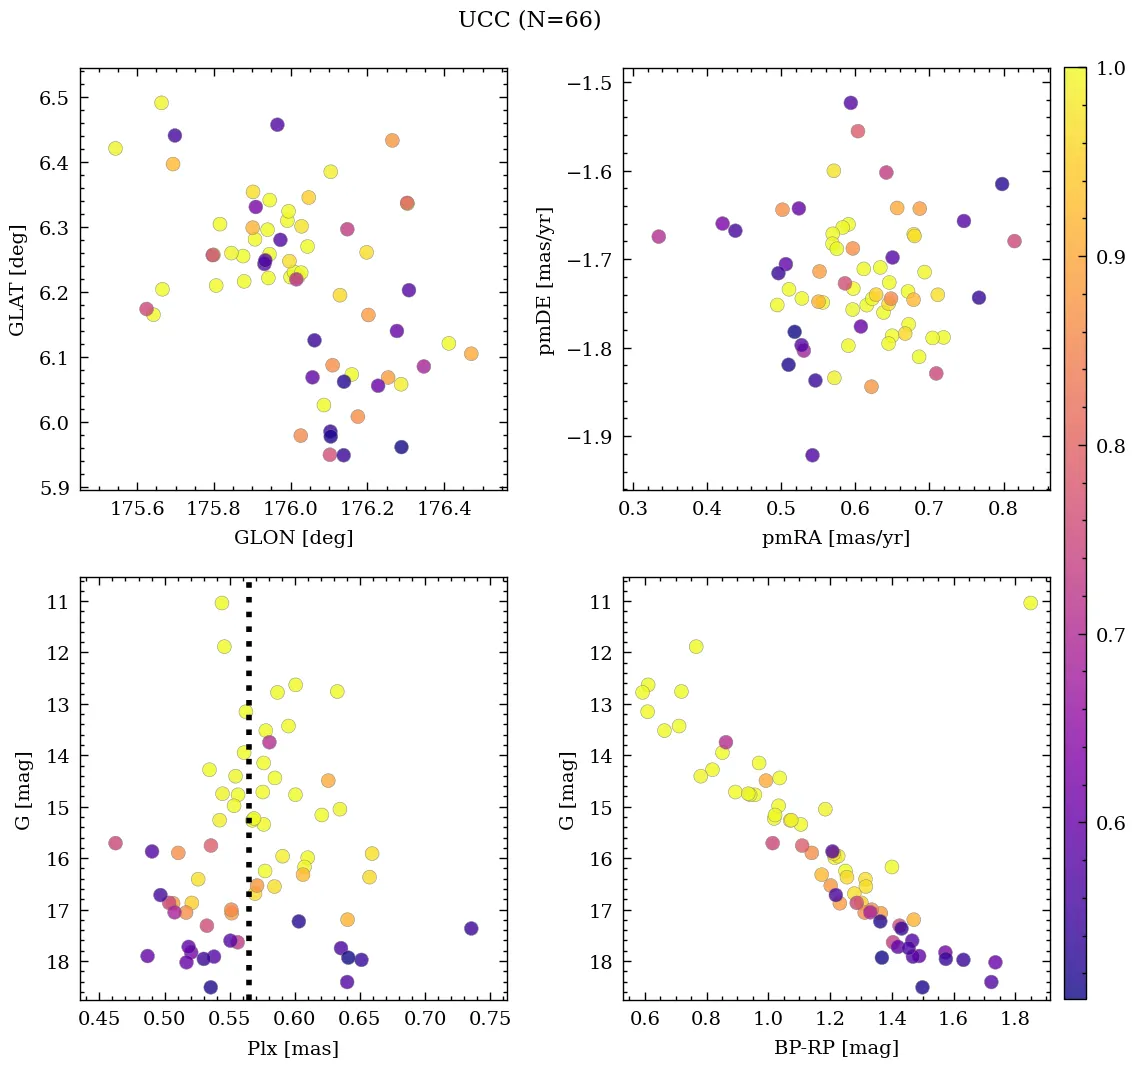 UCC (N=66)
6.5
6.4
6.3
6.2
6.1
6.0
5.9
GLAT [deg]
175.6 175.8 176.0 176.2 176.4
GLON [deg]
−1.5
−1.6
−1.7
−1.8
−1.9
pmDE [mas/yr]
0.3 0.4 0.5 0.6 0.7 0.8
pmRA [mas/yr]
11
12
13
14
15
16
17
18
G [mag]
0.45 0.50 0.55 0.60 0.65 0.70 0.75
Plx [mas]
11
12
13
14
15
16
17
18
G [mag]
0.6 0.8 1.0 1.2 1.4 1.6 1.8
BP-RP [mag]
1.0
0.9
0.8
0.7
0.6